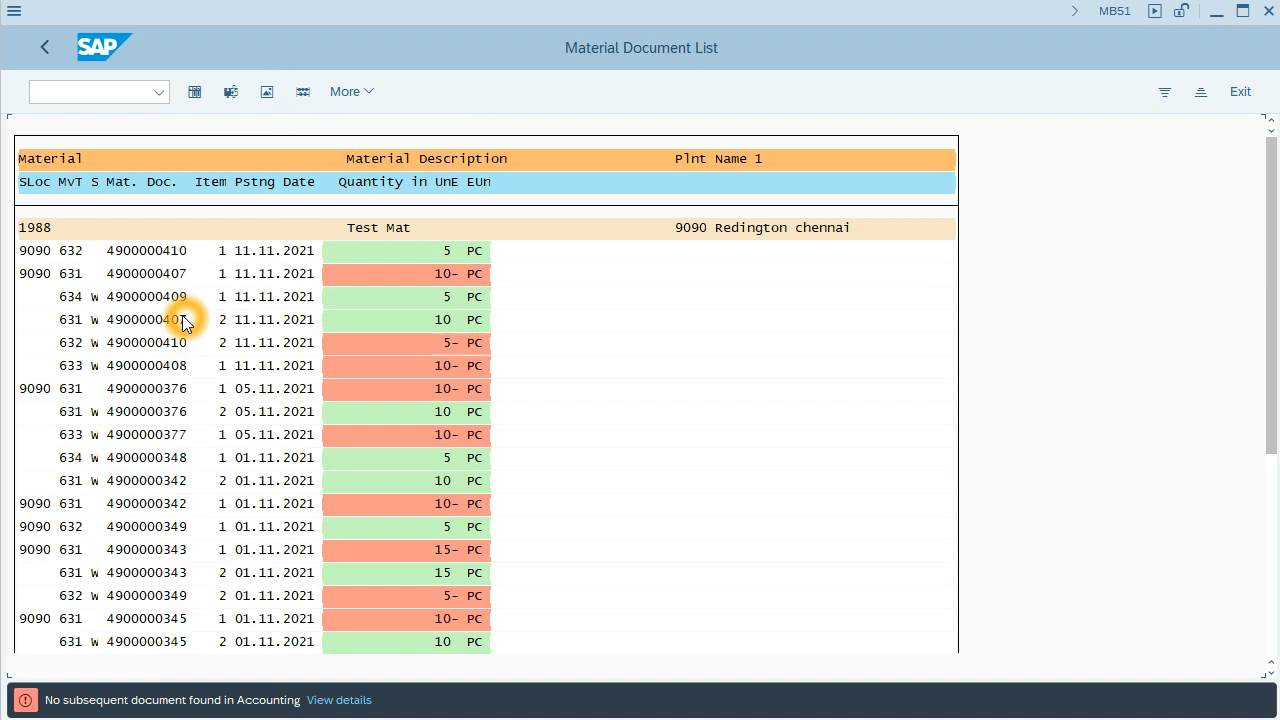 MB51
SAP Material Document List
More Exit
Material Material Description Plnt Name 1
SLoc MvT S Mat. Doc. Item Pstng Date Quantity in UnE EUn
1988 Test Mat 9090 Redington chennai
9090 632 4900000410 1 11.11.2021 5 PC
9090 631 4900000407 1 11.11.2021 10- PC
634 W 4900000409 1 11.11.2021 5 PC
631 W 4900000407 2 11.11.2021 10 PC
632 W 4900000410 2 11.11.2021 5- PC
633 W 4900000408 1 11.11.2021 10- PC
9090 631 4900000376 1 05.11.2021 10- PC
631 W 4900000376 2 05.11.2021 10 PC
633 W 4900000377 1 05.11.2021 10- PC
634 W 4900000348 1 01.11.2021 5 PC
631 W 4900000342 2 01.11.2021 10 PC
9090 631 4900000342 1 01.11.2021 10- PC
9090 632 4900000349 1 01.11.2021 5 PC
9090 631 4900000343 1 01.11.2021 15- PC
631 W 4900000343 2 01.11.2021 15 PC
632 W 4900000349 2 01.11.2021 5- PC
9090 631 4900000345 1 01.11.2021 10- PC
631 W 4900000345 2 01.11.2021 10 PC
No subsequent document found in Accounting View details